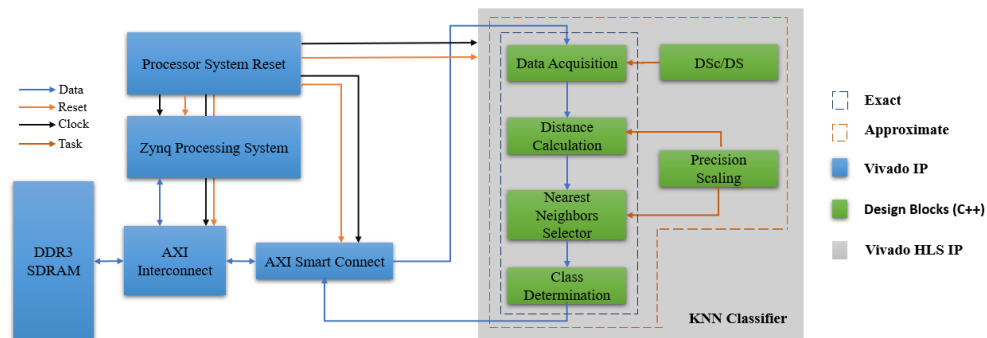 Processor System Reset
Data Acquisition
DSc/DS
Data
Reset
Clock
Task
Exact
Approximate
Zynq Processing System
Distance
Calculation
Precision
Scaling
Vivado IP
DDR3
SDRAM
AXI
Interconnect
AXI Smart Connect
Nearest
Neighbors
Selector
Design Blocks (C++)
Vivado HLS IP
Class
Determination
KNN Classifier